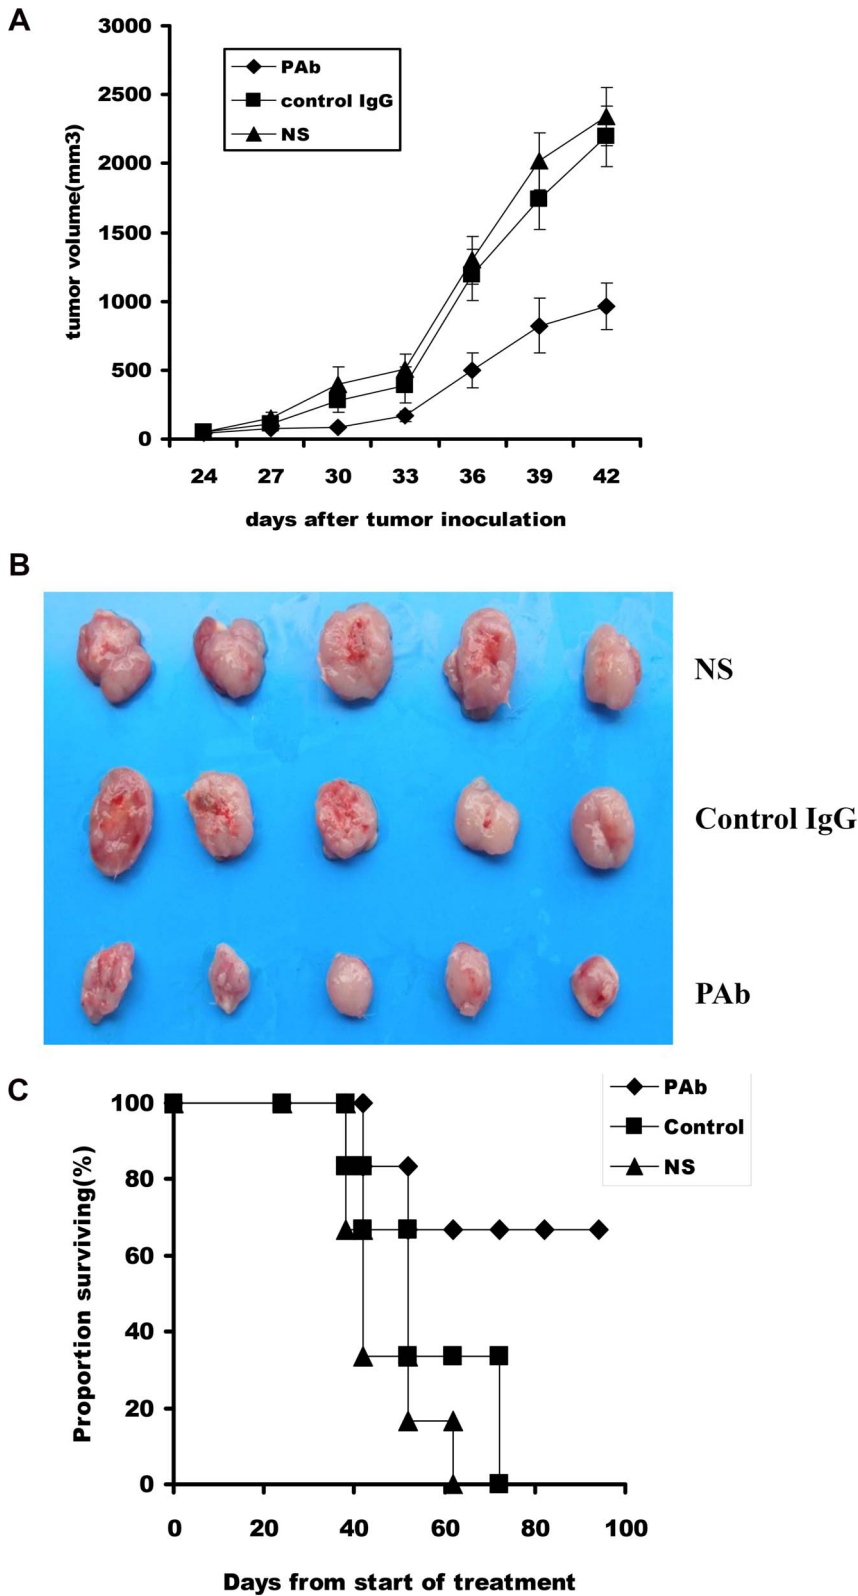 A
3000
2500
2000
1500
1000
500
0
tumor volume(mm3)
PAb
control IgG
NS
24 27 30 33 36 39 42
days after tumor inoculation
B
NS
Control IgG
PAb
C
PAb
Control
NS
100
80
60
40
20
0
Proportion surviving(%)
0 20 40 60 80 100
Days from start of treatment